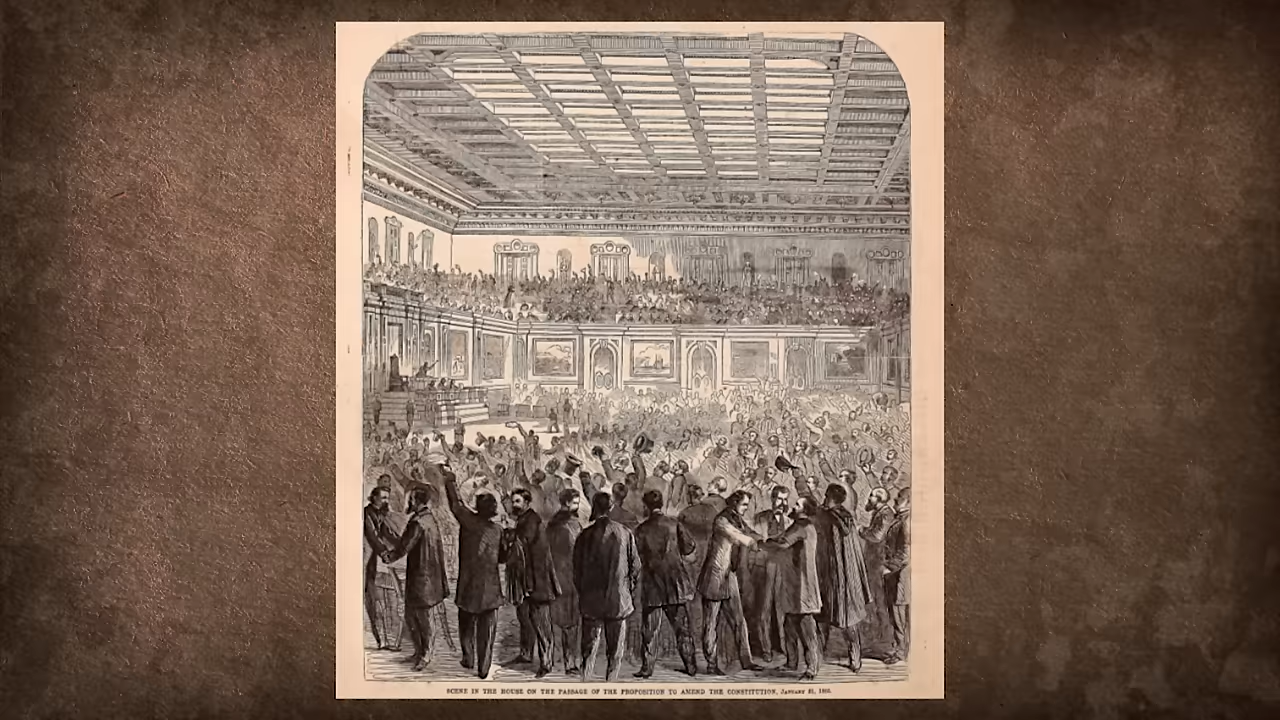 SCENE IN THE HOUSE ON THE PASSAGE OF THE PROPOSITION TO AMEND THE CONSTITUTION, JANUARY 31, 1865.